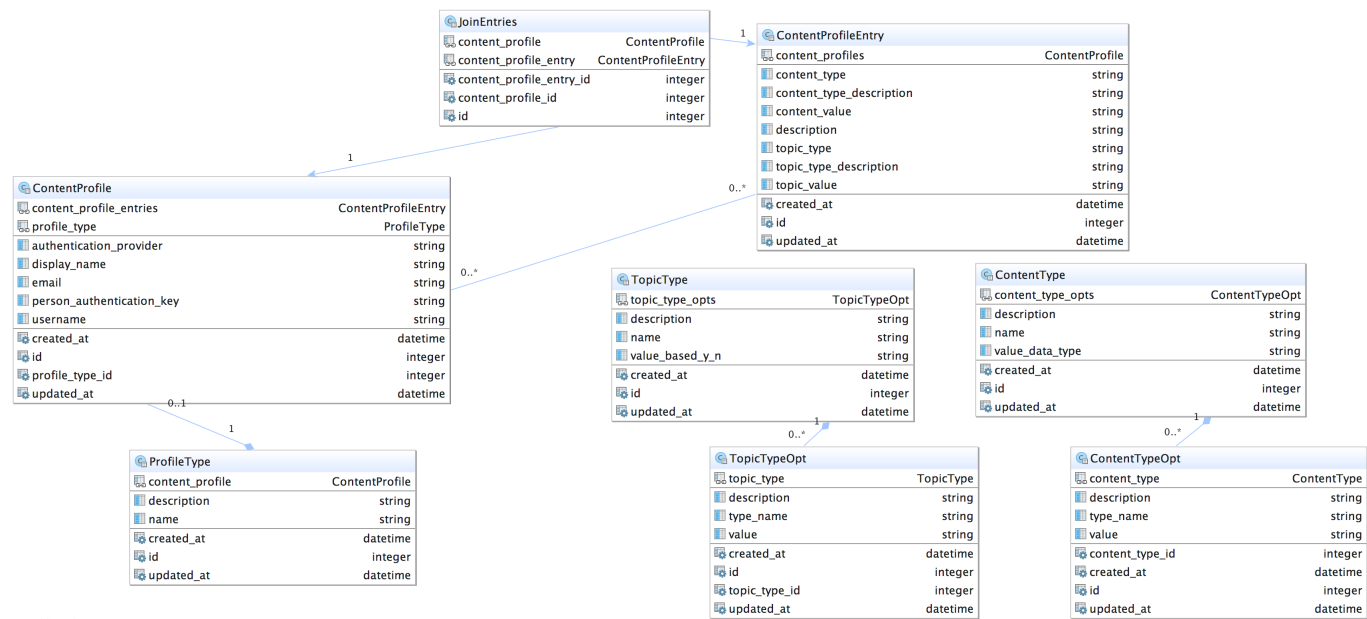 JoinEntries
content_profile ContentProfile
content_profile_entry ContentProfileEntry
content_profile_entry_id integer
content_profile_id integer
id integer
1
1
ContentProfileEntry
content_profiles ContentProfile
content_type string
content_type_description string
content_value string
description string
topic_type string
topic_type_description string
topic_value string
created_at datetime
id integer
updated_at datetime
0..*
0..*
ContentProfile
content_profile_entries ContentProfileEntry
profile_type ProfileType
authentication_provider string
display_name string
email string
person_authentication_key string
username string
created_at datetime
id integer
profile_type_id integer
updated_at datetime
0..1
1
ProfileType
content_profile ContentProfile
description string
name string
created_at datetime
id integer
updated_at datetime
TopicType
topic_type_opts TopicTypeOpt
description string
name string
value_based_y_n string
created_at datetime
id integer
updated_at datetime
1
0..*
TopicTypeOpt
topic_type TopicType
description string
type_name string
value string
created_at datetime
id integer
topic_type_id integer
updated_at datetime
ContentType
content_type_opts ContentTypeOpt
description string
name string
value_data_type string
created_at datetime
id integer
updated_at datetime
1
0..*
ContentTypeOpt
content_type ContentType
description string
type_name string
value string
content_type_id integer
created_at datetime
id integer
updated_at datetime